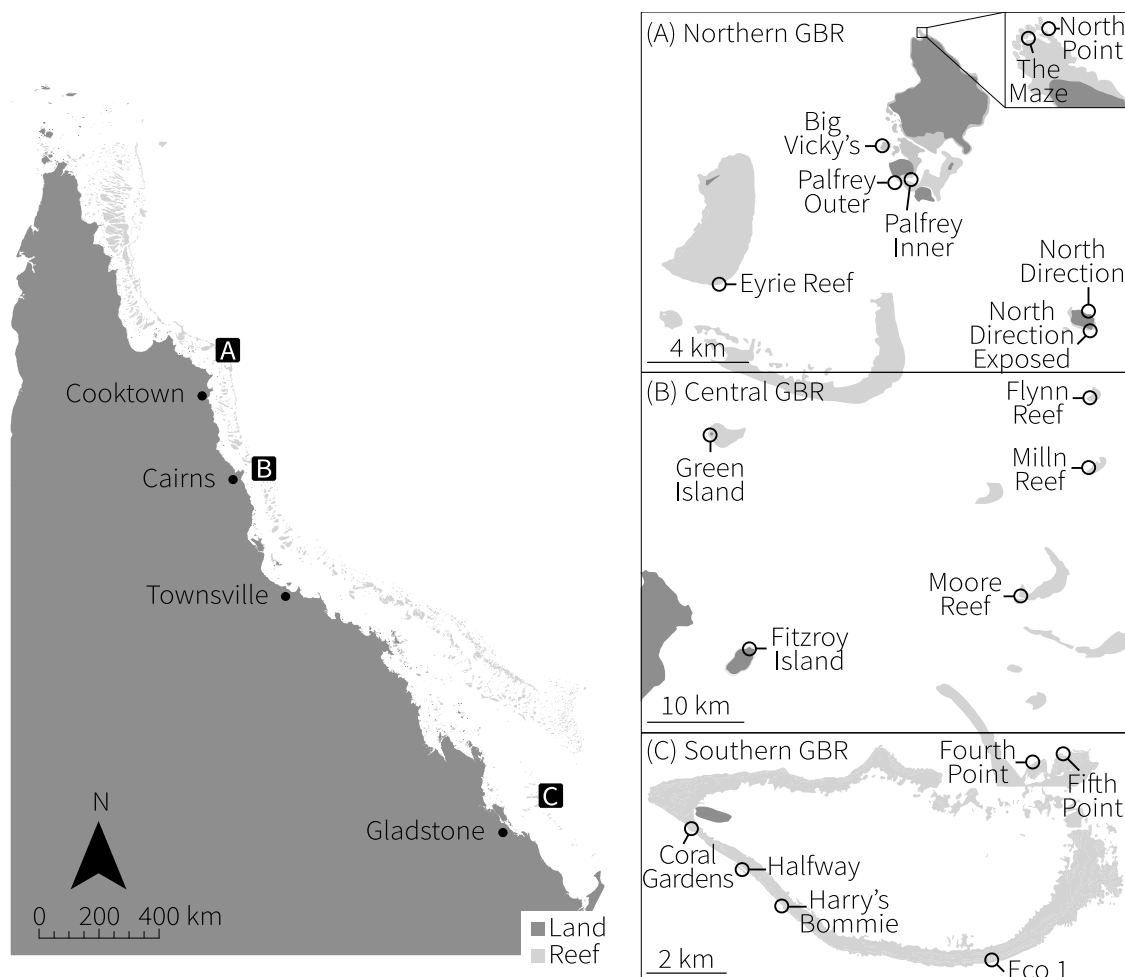 A
Cooktown
B
Cairns
Townsville
C
Gladstone
N
0 200 400 km
Land
Reef
(A) Northern GBR
North
Point
The
Maze
Big
Vicky's
Palfrey
Outer
Palfrey
Inner
Eyrie Reef
North
Direction
North
Direction
Exposed
4 km
(B) Central GBR
Flynn
Reef
Green
Island
Milln
Reef
Moore
Reef
Fitzroy
Island
10 km
(C) Southern GBR
Fourth
Point
Fifth
Point
Coral
Gardens
Halfway
Harry's
Bommie
Eco 1
2 km